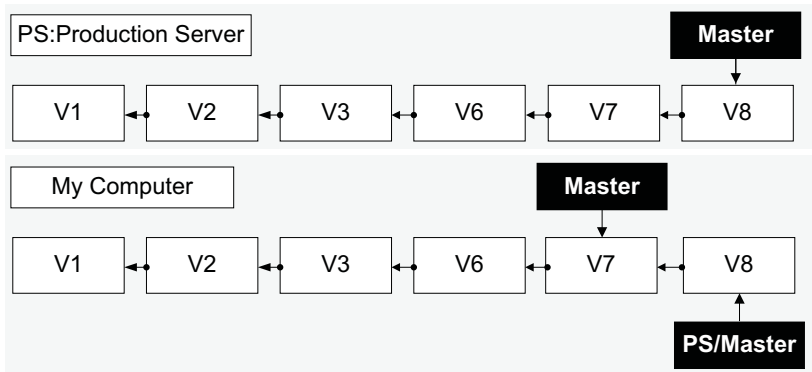 PS:Production Server
Master
V1 V2 V3 V6 V7 V8
My Computer
Master
V1 V2 V3 V6 V7 V8
PS/Master